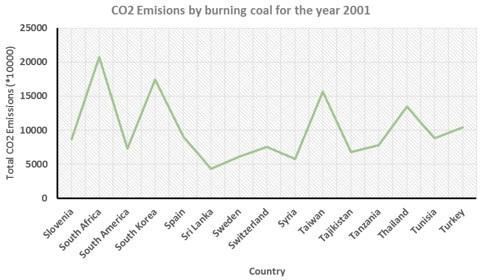 CO2 Emisions by burning coal for the year 2001
Total CO2 Emissions (*10000)
25000
20000
15000
10000
5000
0
Slovenia
South Africa
South America
South Korea
Spain
Sri Lanka
Sweden
Switzerland
Syria
Taiwan
Tajikistan
Tanzania
Thailand
Tunisia
Turkey
Country